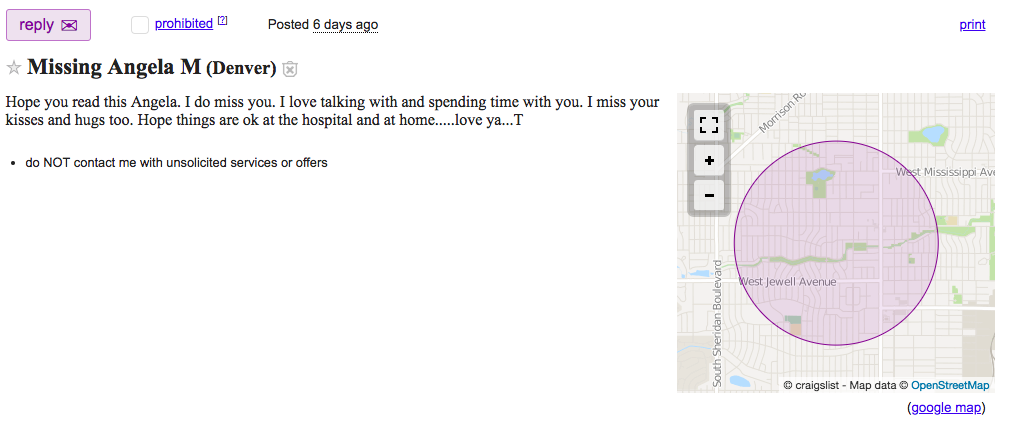 reply
prohibited [?]
Posted 6 days ago
print
Missing Angela M (Denver)
Hope you read this Angela. I do miss you. I love talking with and spending time with you. I miss your
kisses and hugs too. Hope things are ok at the hospital and at home.....love ya...T
do NOT contact me with unsolicited services or offers
+
−
Morrison Ro
West Mississippi Ave
West Jewell Avenue
South Sheridan Boulevard
© craigslist - Map data © OpenStreetMap
(google map)